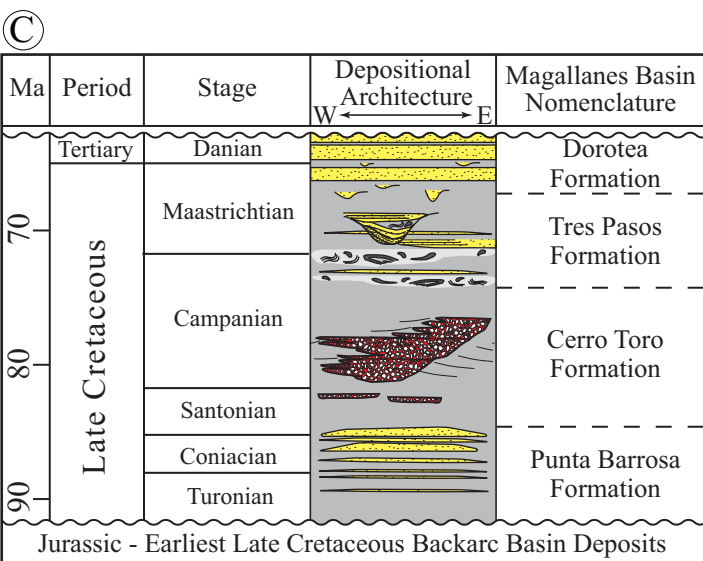 C
Ma
Period
Stage
Depositional
Architecture
W E
Magallanes Basin
Nomenclature
Tertiary
Danian
Dorotea
Formation
70
Late Cretaceous
Maastrichtian
Tres Pasos
Formation
Campanian
80
Cerro Toro
Formation
Santonian
Coniacian
Punta Barrosa
Formation
Turonian
90
Jurassic - Earliest Late Cretaceous Backarc Basin Deposits